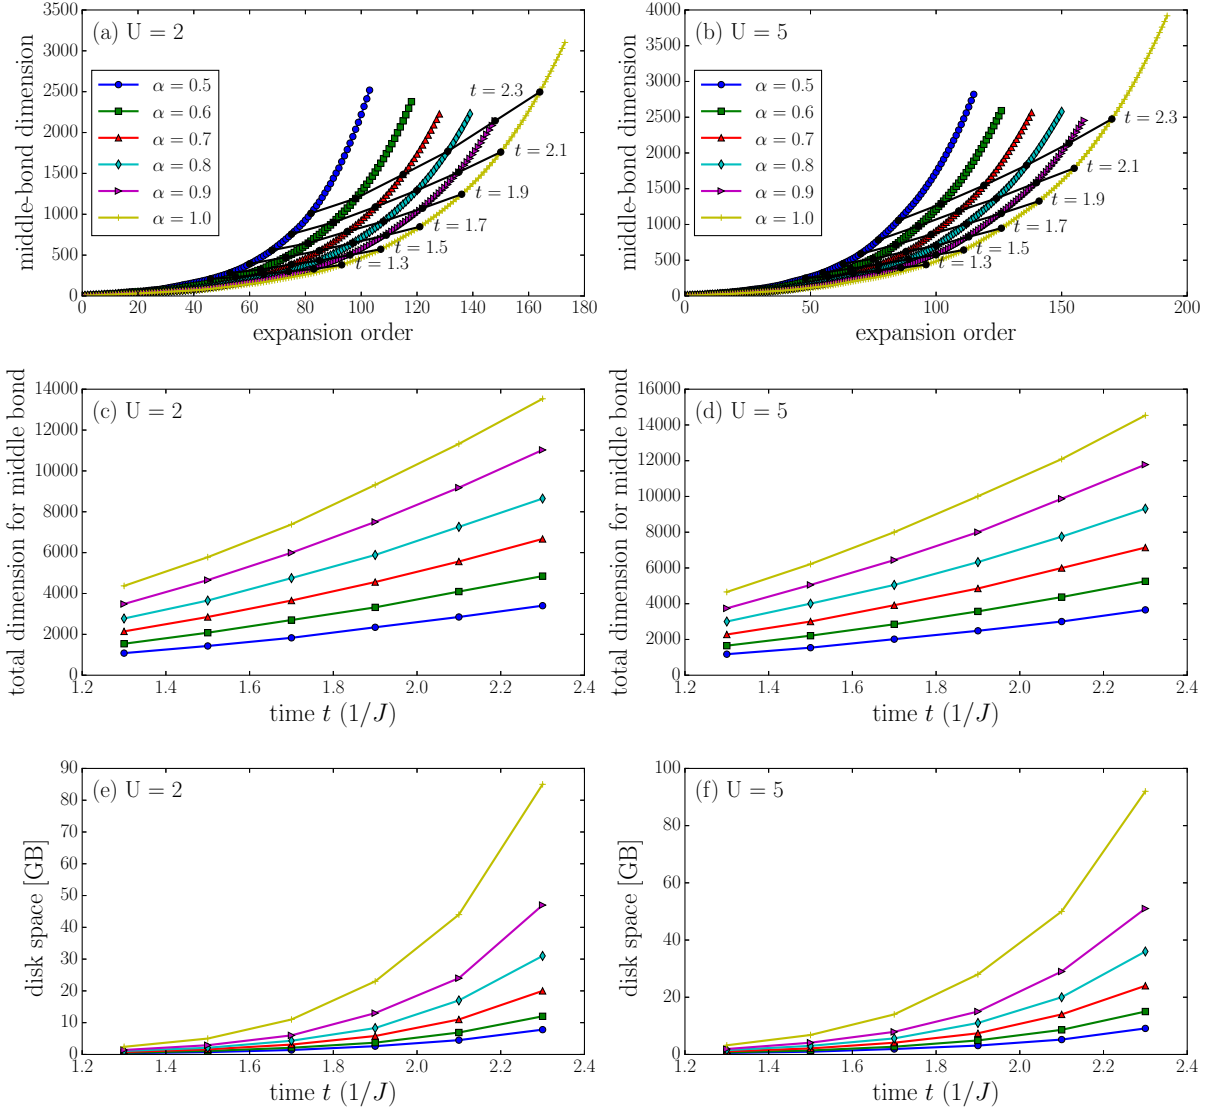 (a) U = 2
middle-bond dimension
3500
3000
2500
2000
1500
1000
500
0
α = 0.5
α = 0.6
α = 0.7
α = 0.8
α = 0.9
α = 1.0
t = 2.3
t = 2.1
t = 1.9
t = 1.7
t = 1.5
t = 1.3
0 20 40 60 80 100 120 140 160 180
expansion order
(b) U = 5
middle-bond dimension
4000
3500
3000
2500
2000
1500
1000
500
0
α = 0.5
α = 0.6
α = 0.7
α = 0.8
α = 0.9
α = 1.0
t = 2.3
t = 2.1
t = 1.9
t = 1.7
t = 1.5
t = 1.3
0 50 100 150 200
expansion order
(c) U = 2
total dimension for middle bond
14000
12000
10000
8000
6000
4000
2000
0
1.2 1.4 1.6 1.8 2.0 2.2 2.4
time t (1/J)
(d) U = 5
total dimension for middle bond
16000
14000
12000
10000
8000
6000
4000
2000
0
1.2 1.4 1.6 1.8 2.0 2.2 2.4
time t (1/J)
(e) U = 2
disk space [GB]
90
80
70
60
50
40
30
20
10
0
1.2 1.4 1.6 1.8 2.0 2.2 2.4
time t (1/J)
(f) U = 5
disk space [GB]
100
80
60
40
20
0
1.2 1.4 1.6 1.8 2.0 2.2 2.4
time t (1/J)